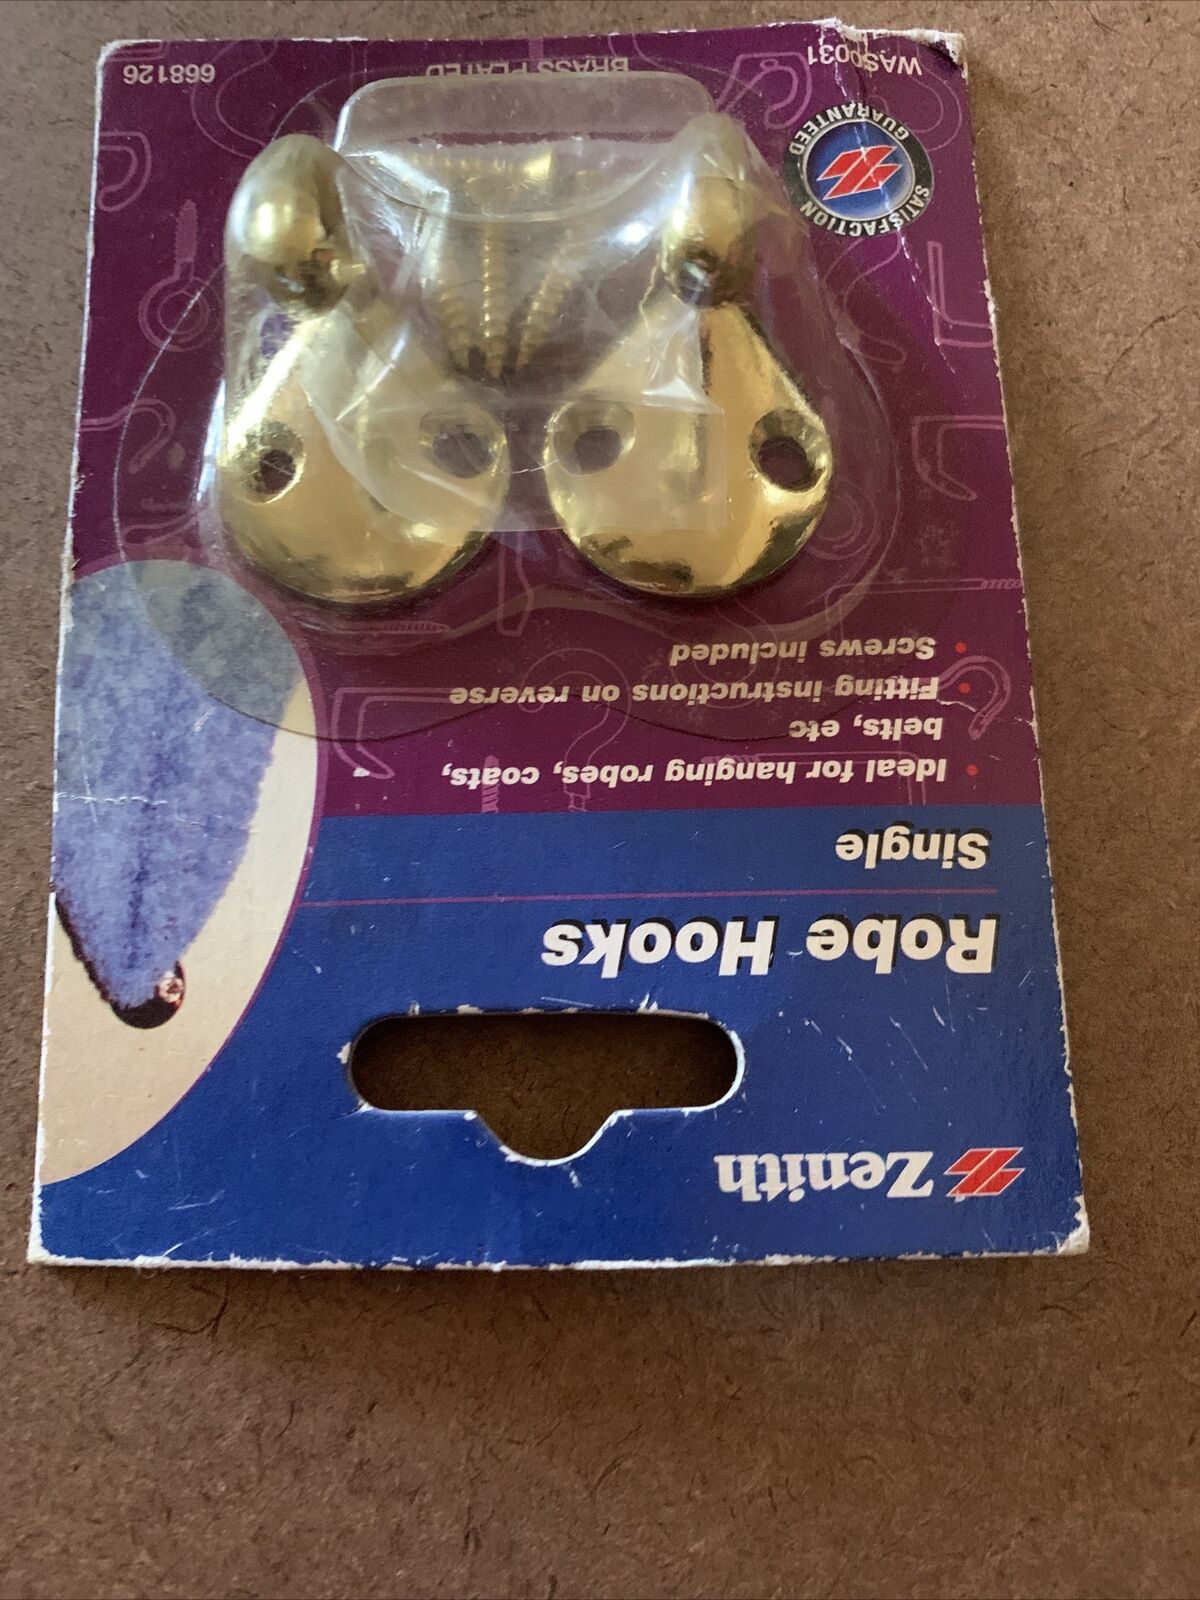 Zenith
Robe Hooks
Single
• Ideal for hanging robes, coats,
belts, etc
• Fitting instructions on reverse
• Screws included
SATISFACTION
GUARANTEED
WAS0031
BRASS PLATED
668126